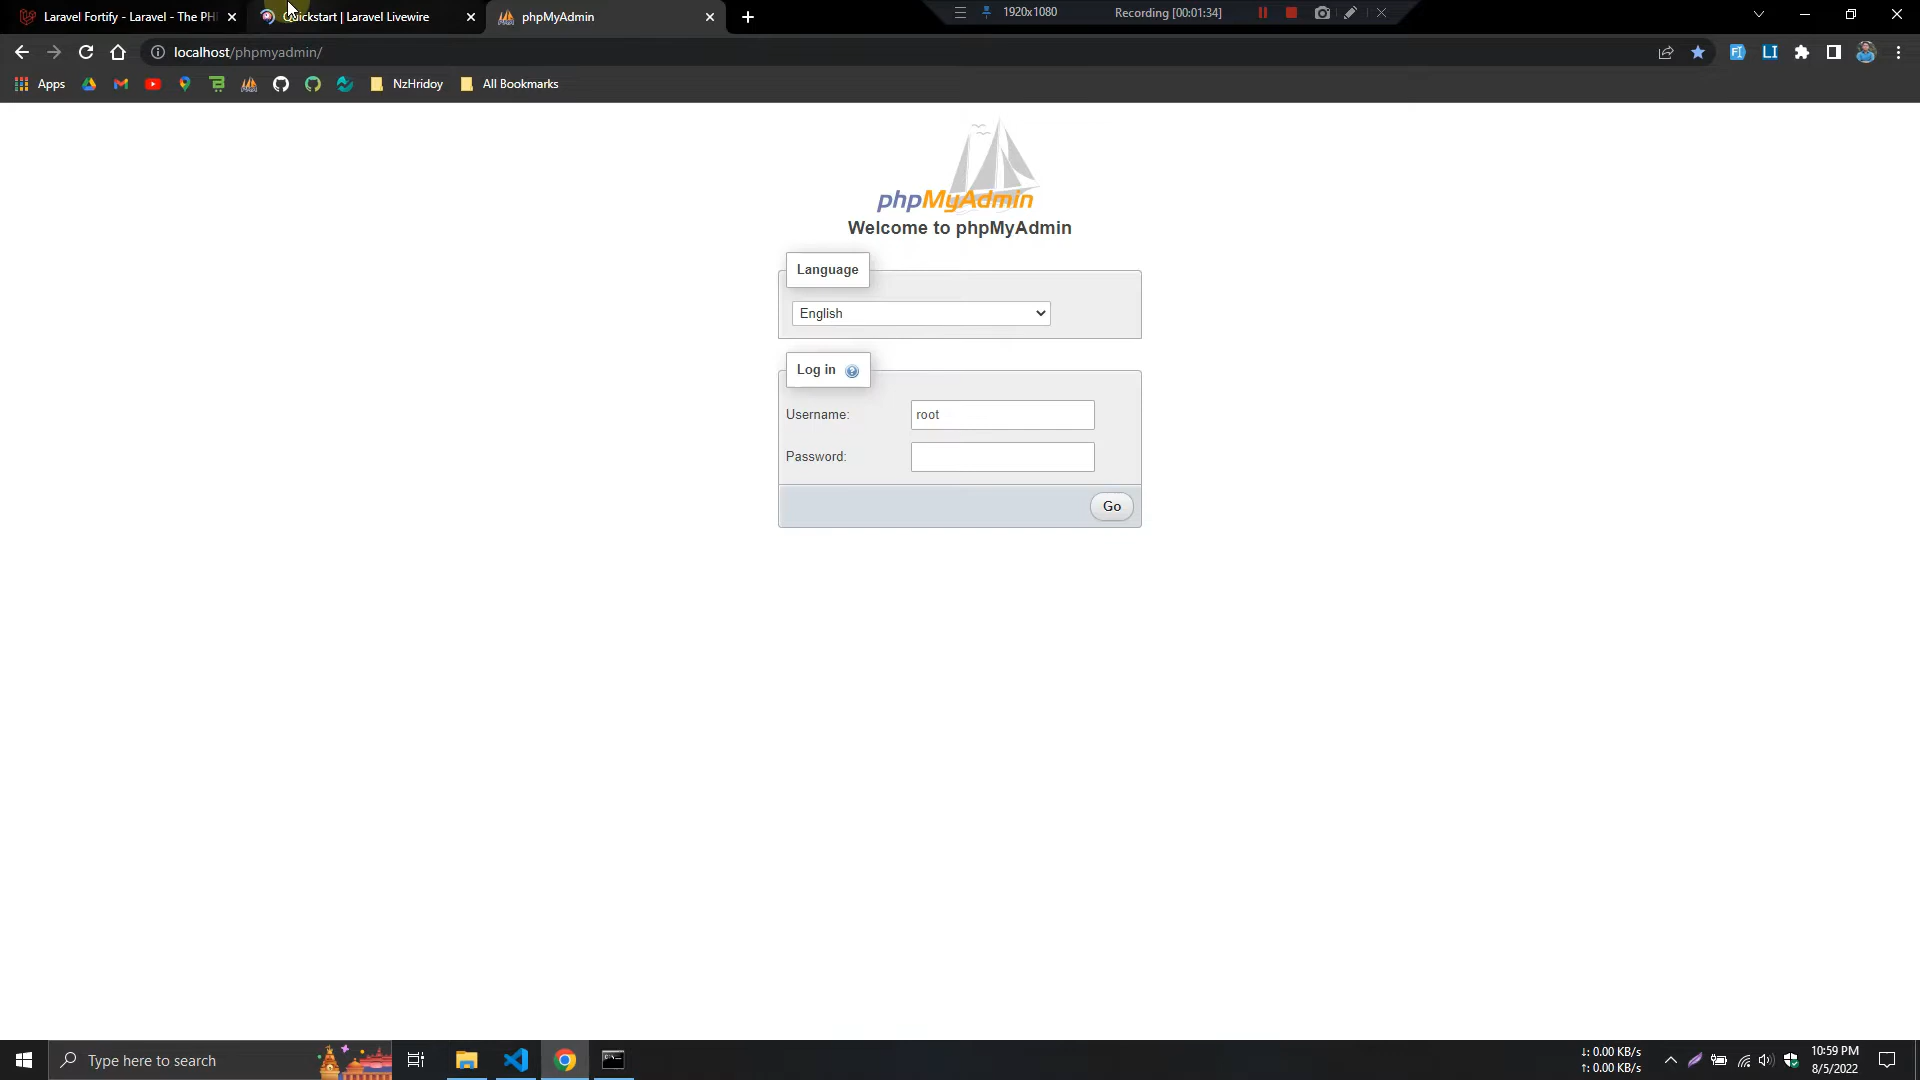 Laravel Fortify - Laravel - The PH
Quickstart | Laravel Livewire
phpMyAdmin
1920x1080
Recording [00:01:34]
localhost/phpmyadmin/
Apps
NzHridoy
All Bookmarks
phpMyAdmin
Welcome to phpMyAdmin
Language
English
Log in
Username:
root
Password:
Go
Type here to search
↓: 0.00 KB/s
↑: 0.00 KB/s
10:59 PM
8/5/2022